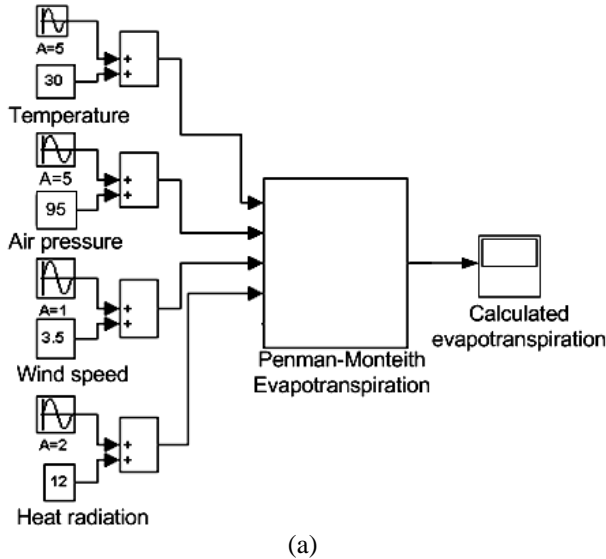 A=5
+
+
30
Temperature
A=5
+
+
95
Air pressure
A=1
+
+
3.5
Wind speed
A=2
+
+
12
Heat radiation
Penman-Monteith
Evapotranspiration
Calculated
evapotranspiration
(a)